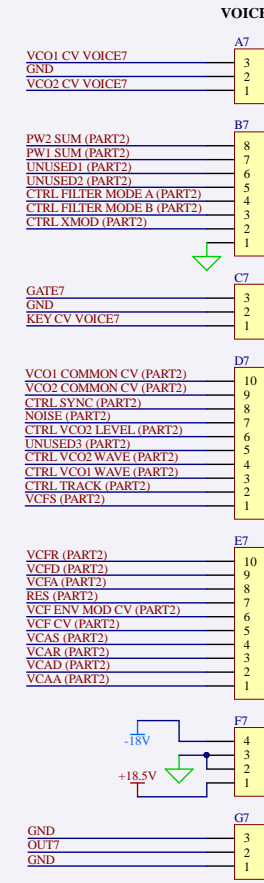 VOICE
A7
VCO1 CV VOICE7 3
GND 2
VCO2 CV VOICE7 1
B7
PW2 SUM (PART2) 8
PW1 SUM (PART2) 7
UNUSED1 (PART2) 6
UNUSED2 (PART2) 5
CTRL FILTER MODE A (PART2) 4
CTRL FILTER MODE B (PART2) 3
CTRL XMOD (PART2) 2
1
C7
GATE7 3
GND 2
KEY CV VOICE7 1
D7
VCO1 COMMON CV (PART2) 10
VCO2 COMMON CV (PART2) 9
CTRL SYNC (PART2) 8
NOISE (PART2) 7
CTRL VCO2 LEVEL (PART2) 6
UNUSED3 (PART2) 5
CTRL VCO2 WAVE (PART2) 4
CTRL VCO1 WAVE (PART2) 3
CTRL TRACK (PART2) 2
VCFS (PART2) 1
E7
VCFR (PART2) 10
VCFD (PART2) 9
VCFA (PART2) 8
RES (PART2) 7
VCF ENV MOD CV (PART2) 6
VCF CV (PART2) 5
VCAS (PART2) 4
VCAR (PART2) 3
VCAD (PART2) 2
VCAA (PART2) 1
F7
-18V 4
3
2
+18.5V 1
G7
GND 3
OUT7 2
GND 1